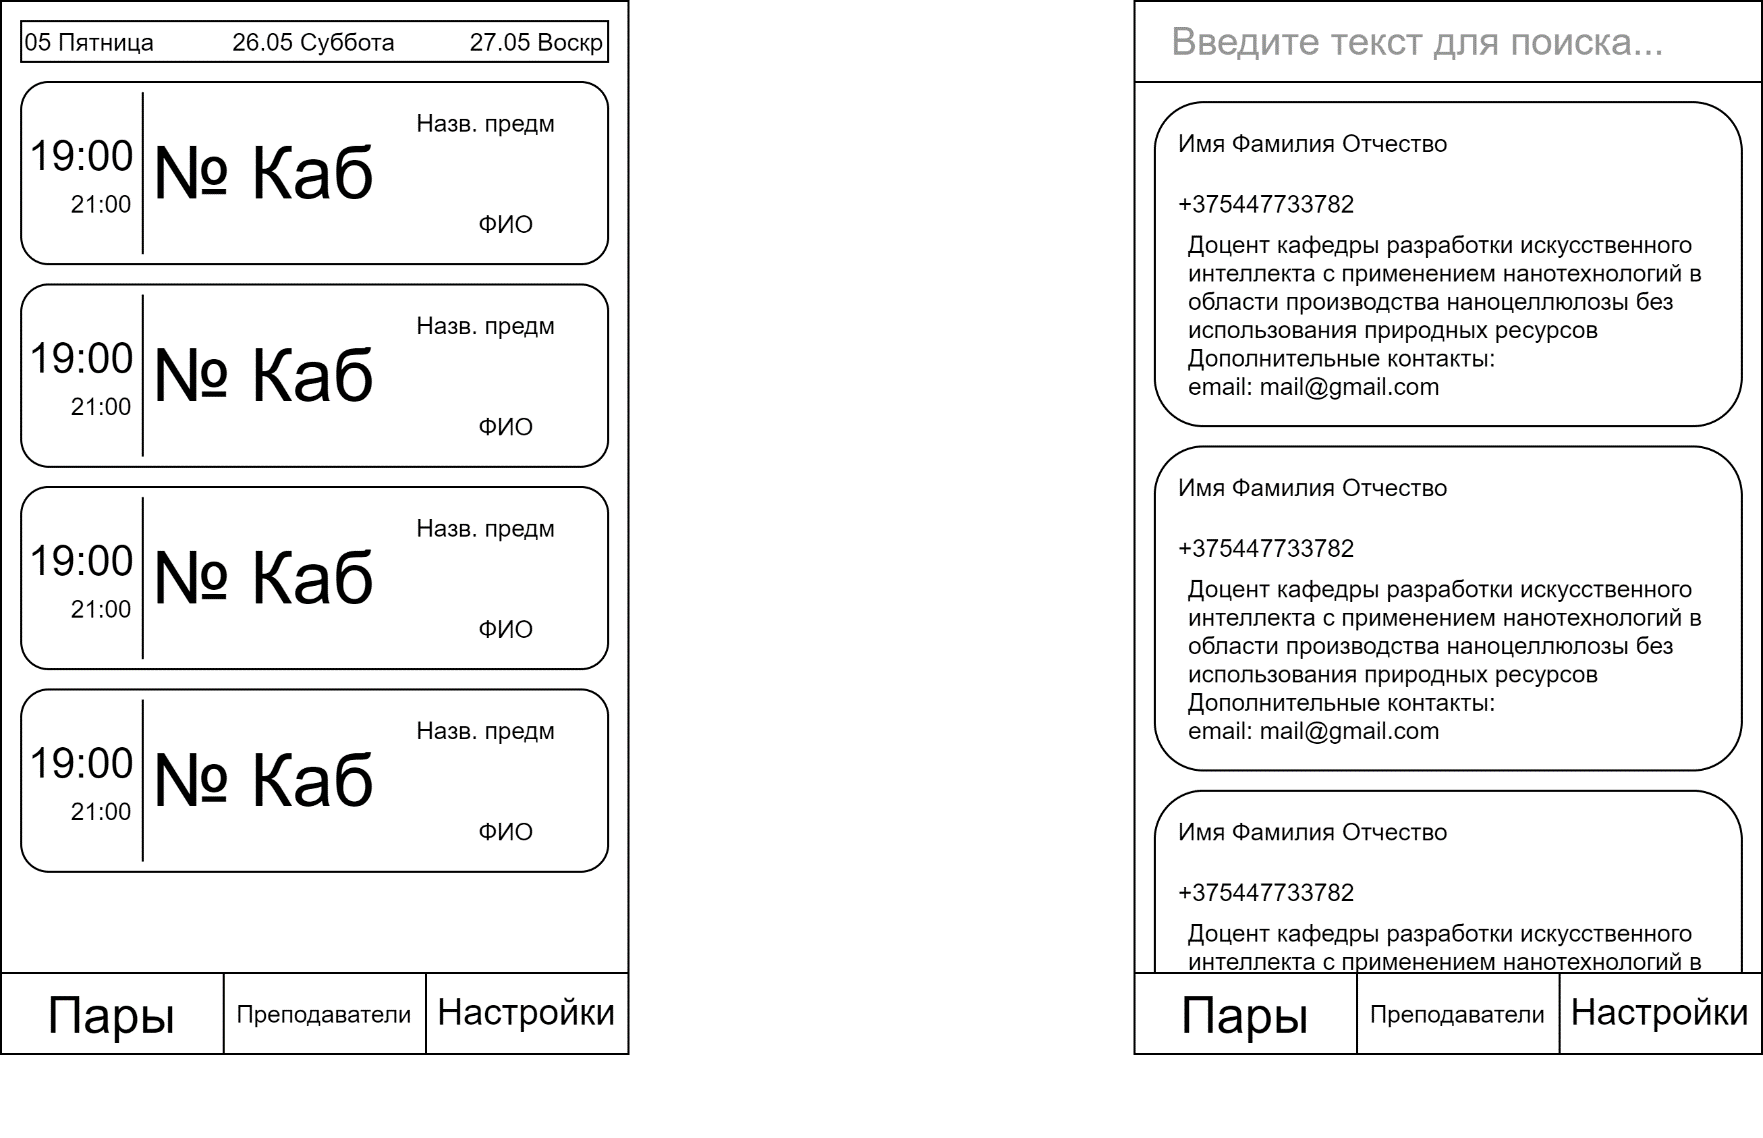 05 Пятница 26.05 Суббота 27.05 Воскр
19:00
21:00
№ Каб
Назв. предм
ФИО
19:00
21:00
№ Каб
Назв. предм
ФИО
19:00
21:00
№ Каб
Назв. предм
ФИО
19:00
21:00
№ Каб
Назв. предм
ФИО
Пары Преподаватели Настройки
Введите текст для поиска...
Имя Фамилия Отчество
+375447733782
Доцент кафедры разработки искусственного
интеллекта с применением нанотехнологий в
области производства наноцеллюлозы без
использования природных ресурсов
Дополнительные контакты:
email: mail@gmail.com
Имя Фамилия Отчество
+375447733782
Доцент кафедры разработки искусственного
интеллекта с применением нанотехнологий в
области производства наноцеллюлозы без
использования природных ресурсов
Дополнительные контакты:
email: mail@gmail.com
Имя Фамилия Отчество
+375447733782
Доцент кафедры разработки искусственного
интеллекта с применением нанотехнологий в
Пары Преподаватели Настройки